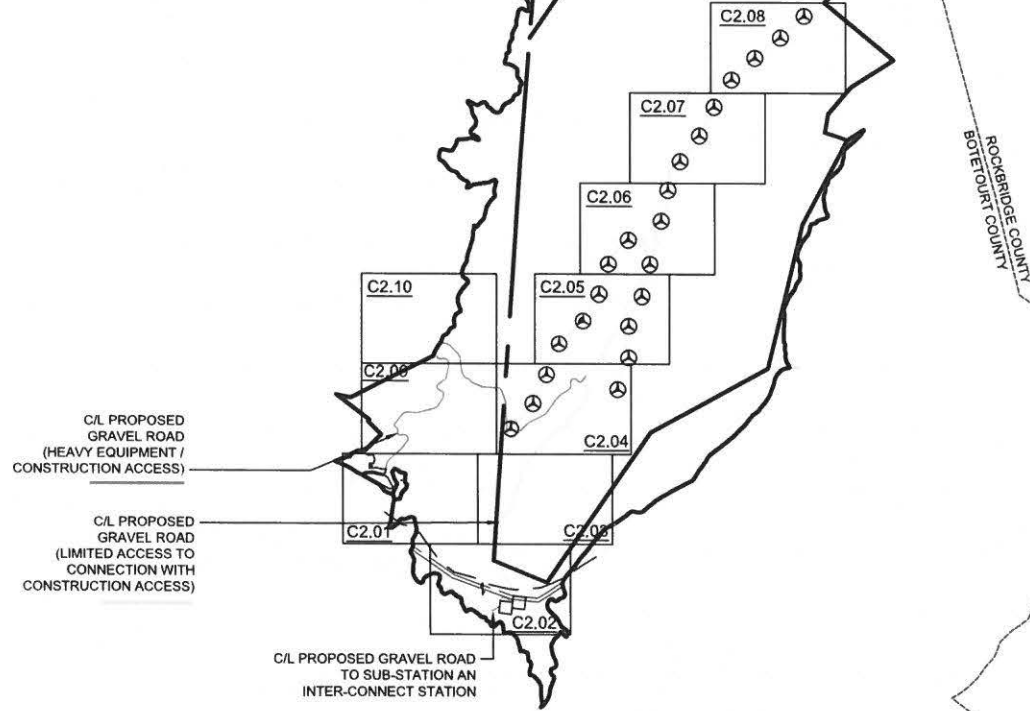 C2.08
C2.07
C2.06
C2.10
C2.05
C2.09
C2.04
C/L PROPOSED
GRAVEL ROAD
(HEAVY EQUIPMENT /
CONSTRUCTION ACCESS)
C/L PROPOSED
GRAVEL ROAD
(LIMITED ACCESS TO
CONNECTION WITH
CONSTRUCTION ACCESS)
C2.01
C2.03
C2.02
C/L PROPOSED GRAVEL ROAD
TO SUB-STATION AN
INTER-CONNECT STATION
ROCKBRIDGE COUNTY
BOTETOURT COUNTY